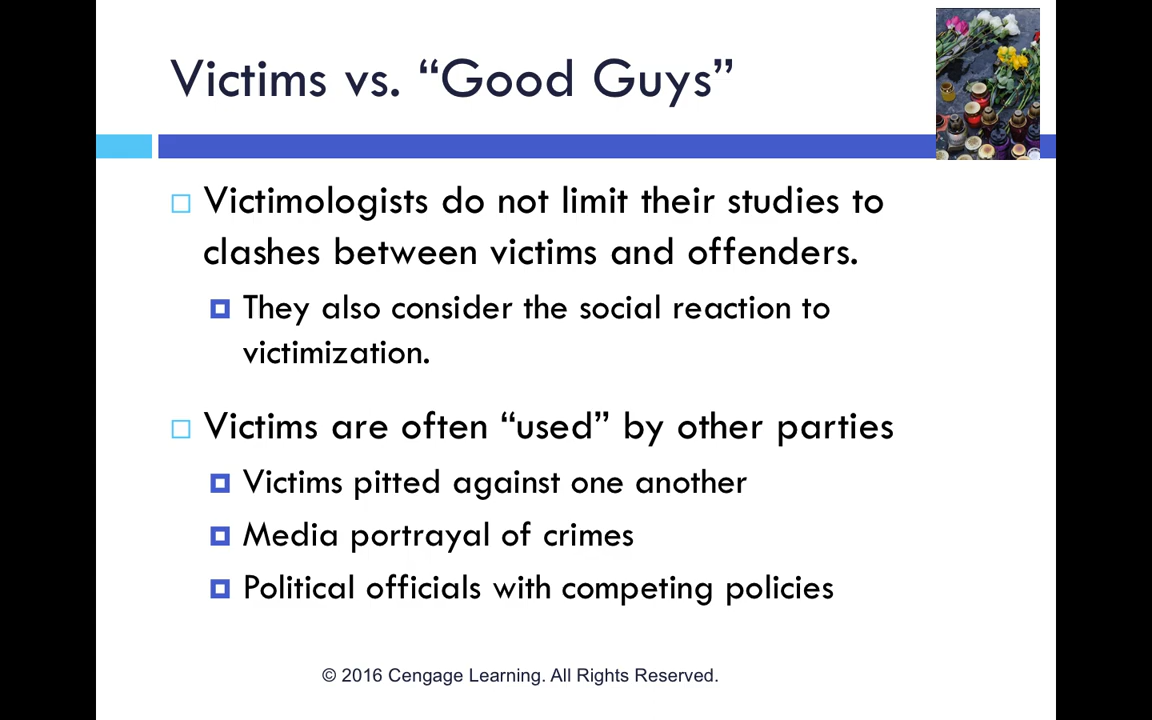 Victims vs. “Good Guys”
Victimologists do not limit their studies to
clashes between victims and offenders.
They also consider the social reaction to
victimization.
Victims are often “used” by other parties
Victims pitted against one another
Media portrayal of crimes
Political officials with competing policies
© 2016 Cengage Learning. All Rights Reserved.